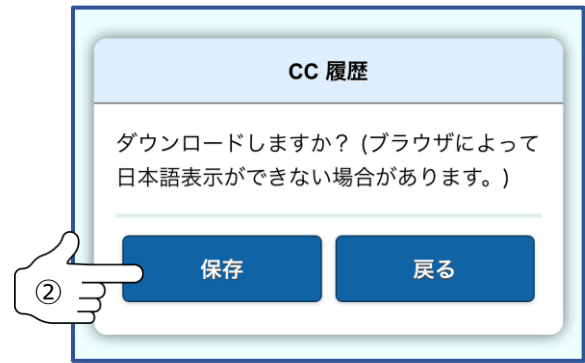 CC 履歴
ダウンロードしますか？ (ブラウザによって
日本語表示ができない場合があります。)
保存 戻る
②